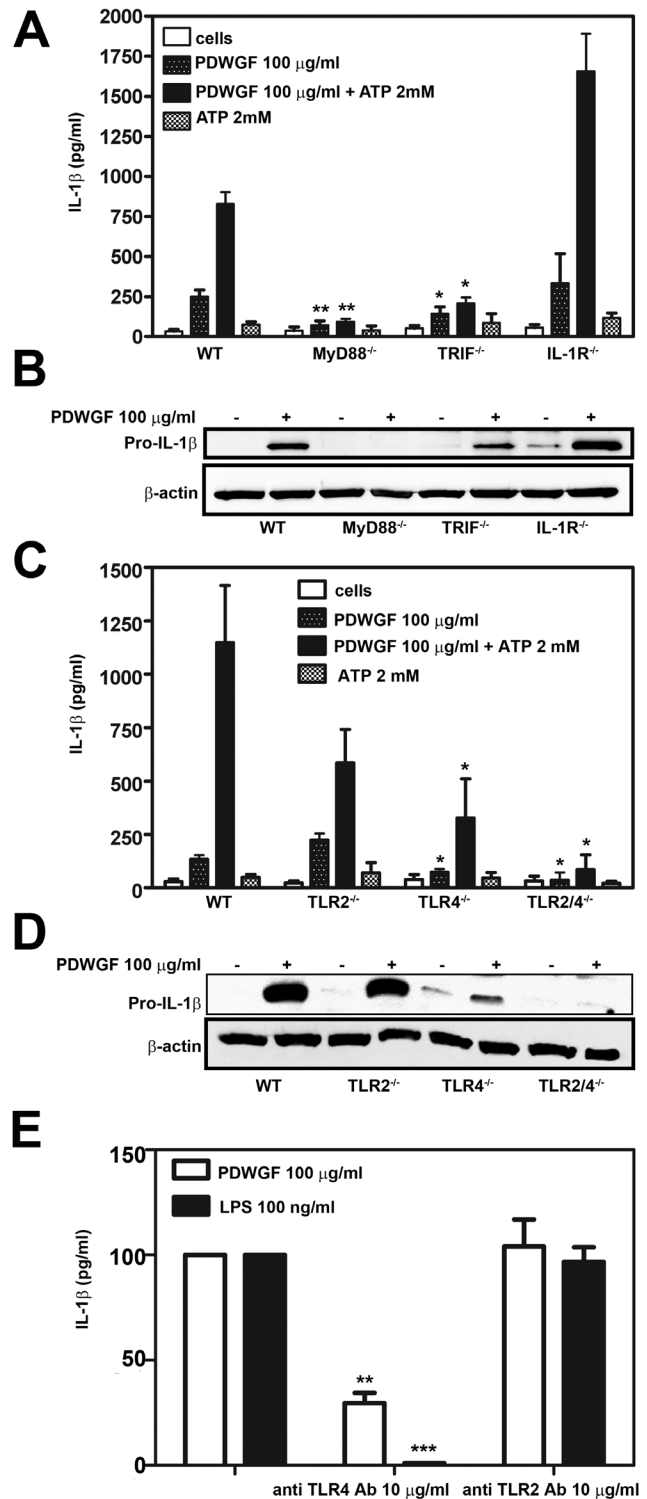 A
2000
1750
1500
1250
1000
750
500
250
0
IL-1β (pg/ml)
cells
PDWGF 100 μg/ml
PDWGF 100 μg/ml + ATP 2mM
ATP 2mM
** ** * *
WT MyD88-/- TRIF-/- IL-1R-/-
B
PDWGF 100 μg/ml - + - + - + - +
Pro-IL-1β
β-actin
WT MyD88-/- TRIF-/- IL-1R-/-
C
1500
1250
1000
750
500
250
0
IL-1β (pg/ml)
cells
PDWGF 100 μg/ml
PDWGF 100 μg/ml + ATP 2 mM
ATP 2 mM
* * * *
WT TLR2-/- TLR4-/- TLR2/4-/-
D
PDWGF 100 μg/ml - + - + - + - +
Pro-IL-1β
β-actin
WT TLR2-/- TLR4-/- TLR2/4-/-
E
150
100
50
0
IL-1β (pg/ml)
PDWGF 100 μg/ml
LPS 100 ng/ml
** ***
anti TLR4 Ab 10 μg/ml anti TLR2 Ab 10 μg/ml